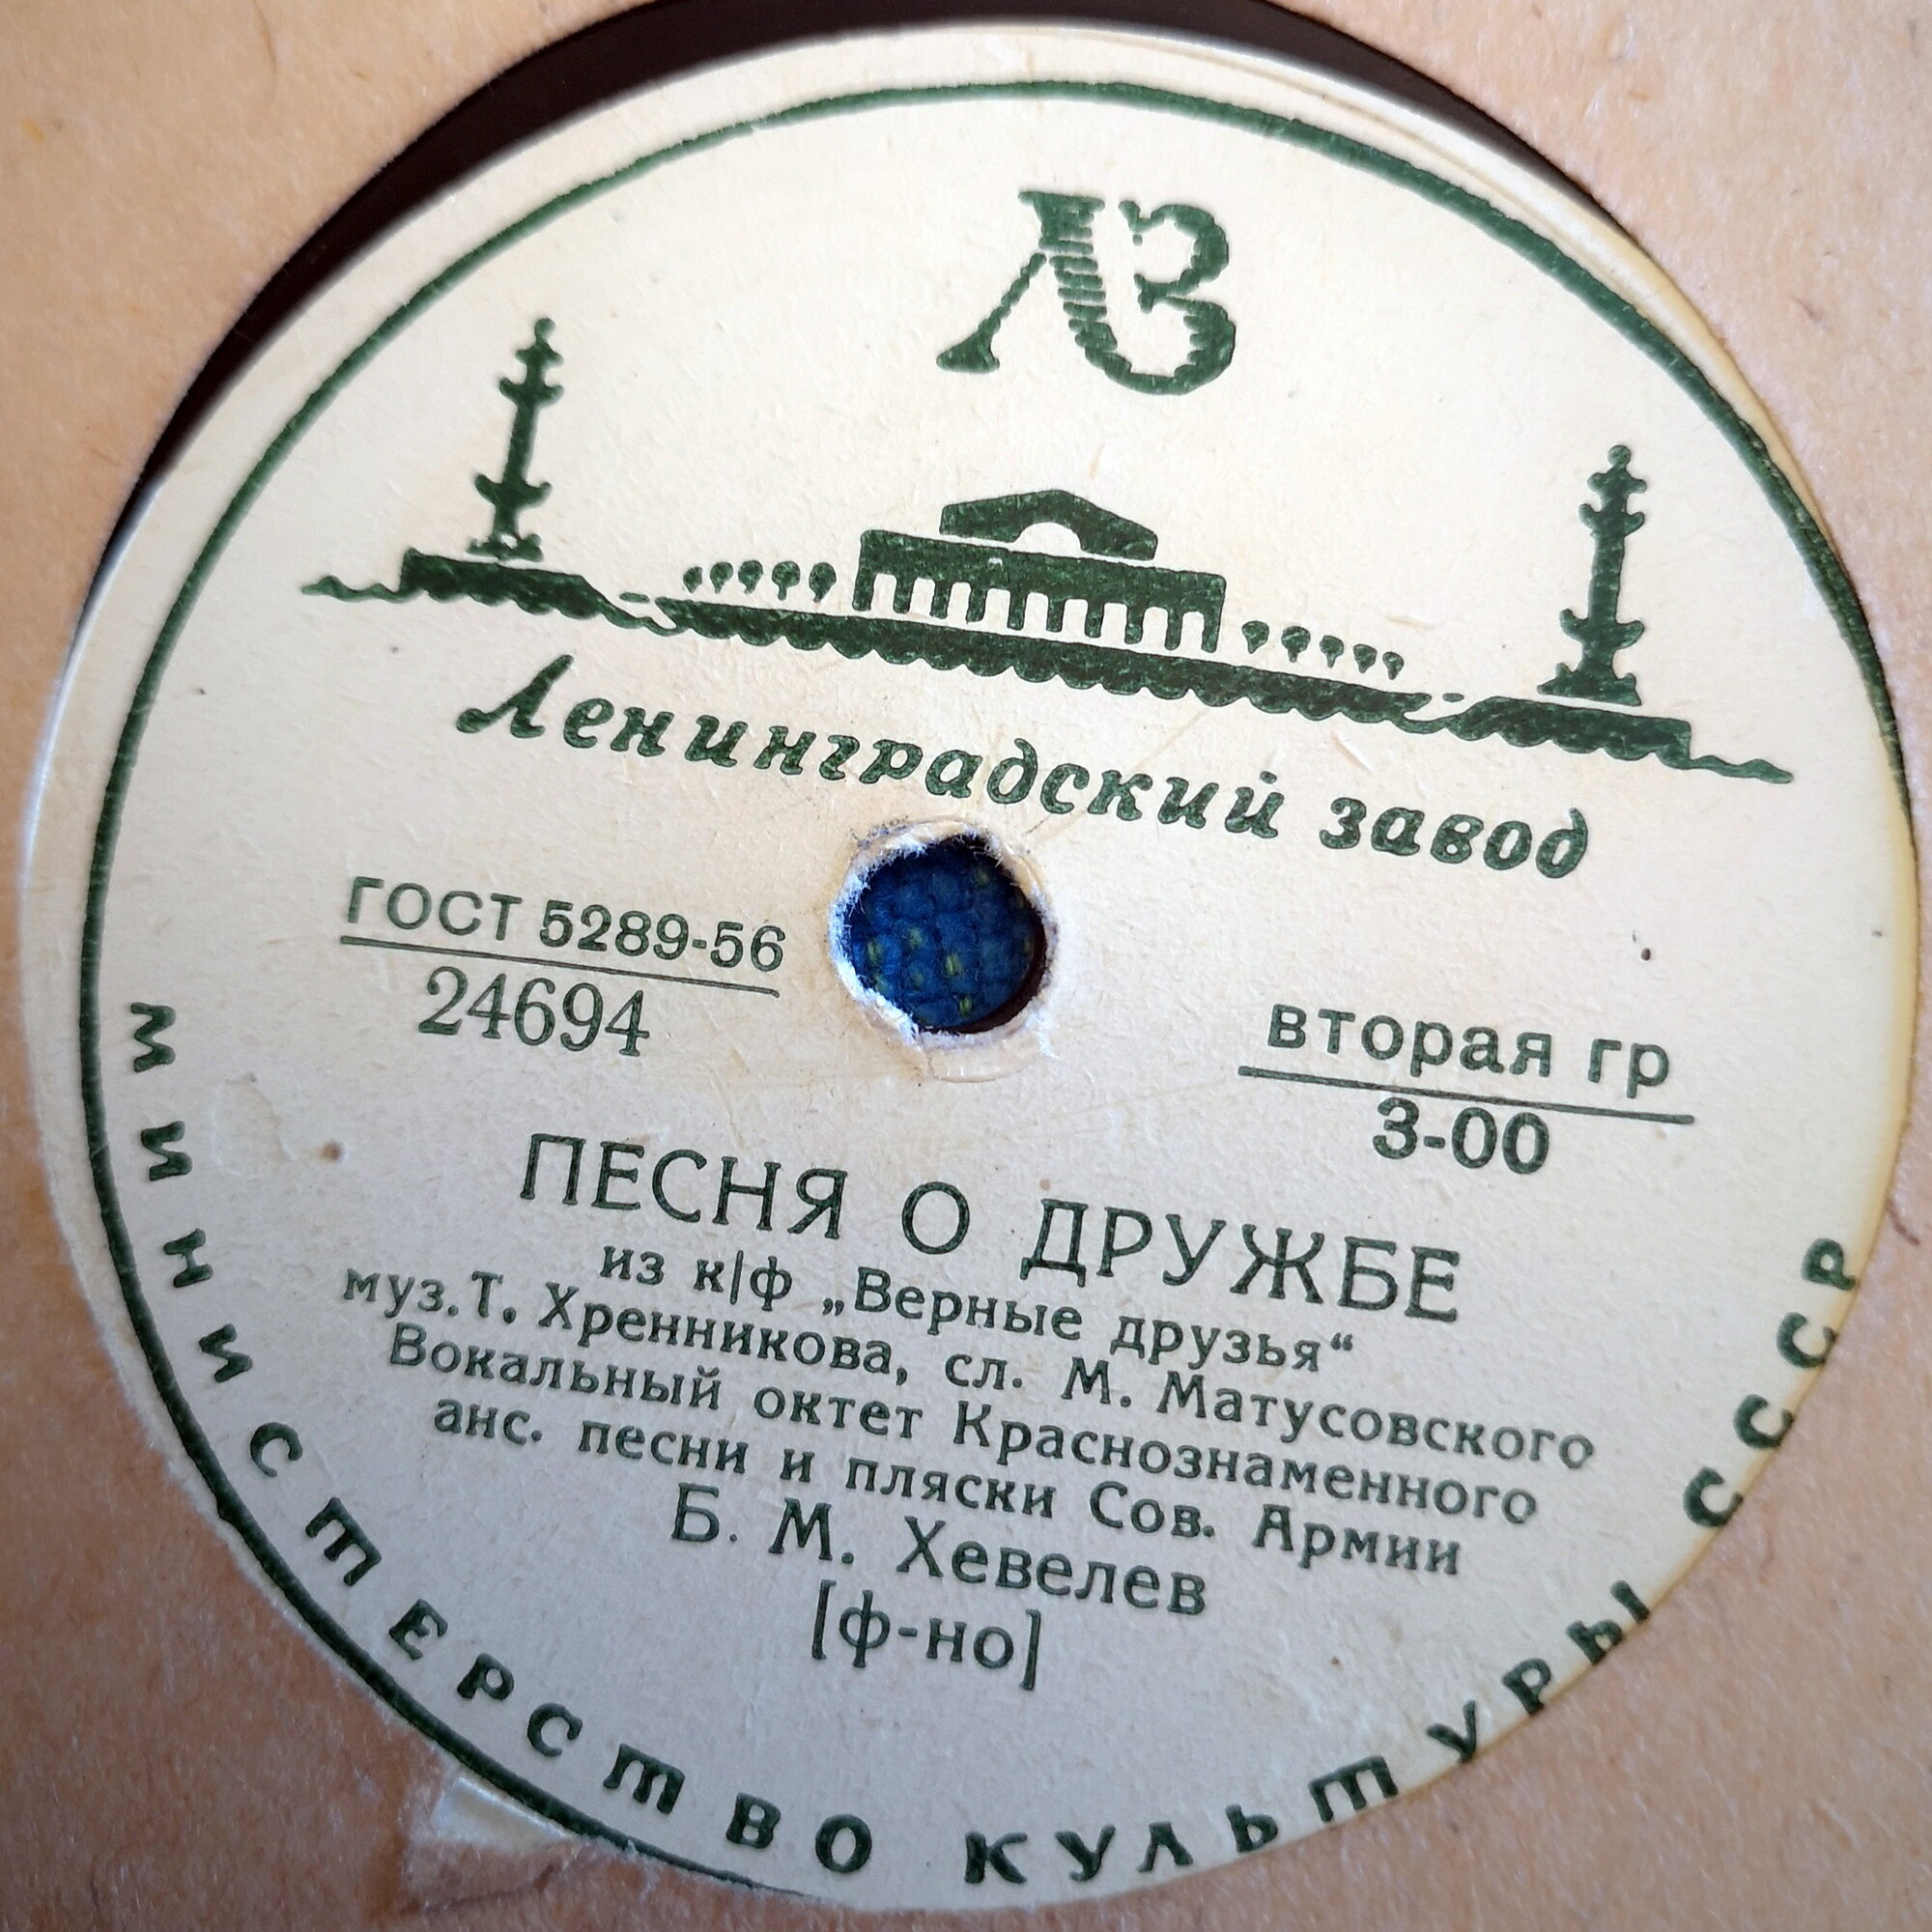 ЛЗ
Ленинградский завод
ГОСТ 5289-56
24694
вторая гр
3-00
ПЕСНЯ О ДРУЖБЕ
из к|ф „Верные друзья“
муз.Т. Хренникова, сл. М. Матусовского
Вокальный октет Краснознаменного
анс. песни и пляски Сов. Армии
Б. М. Хевелев
[ф-но]
МИНИСТЕРСТВО КУЛЬТУРЫ СССР